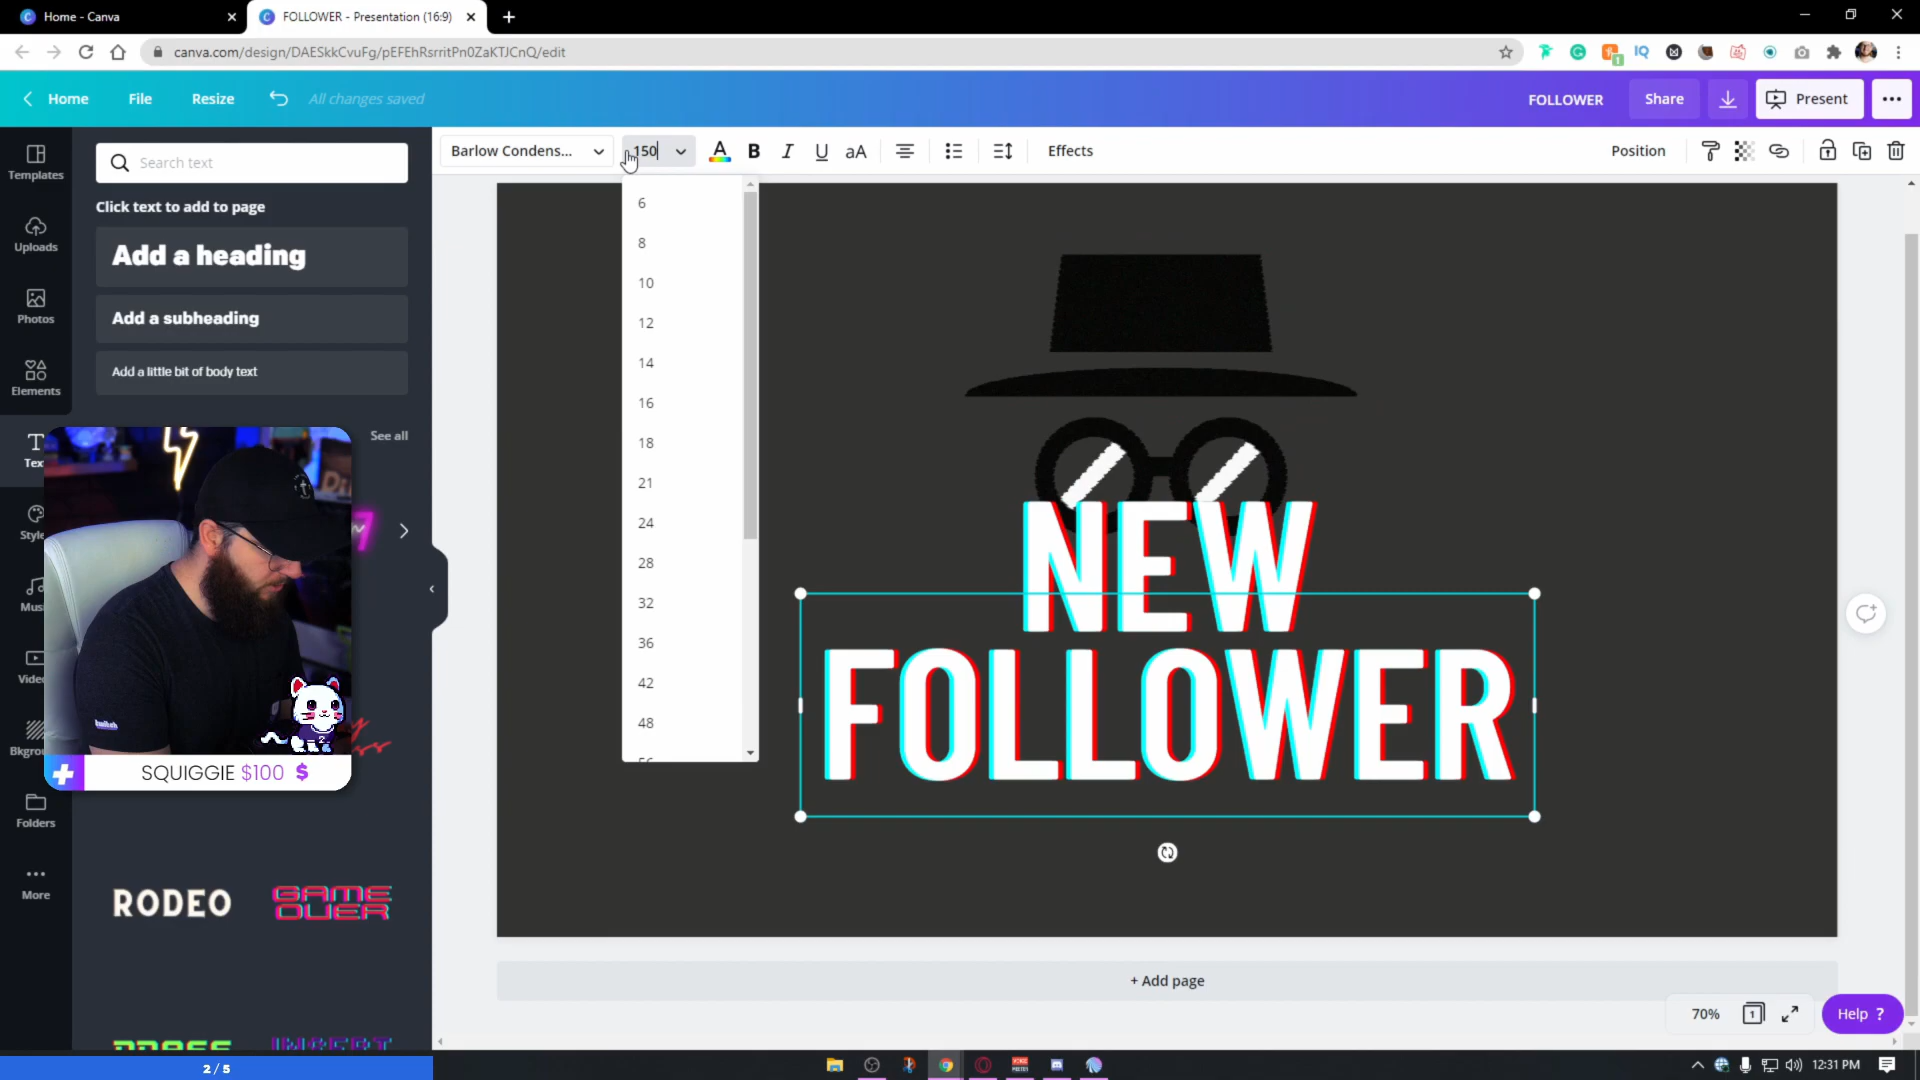 Home - Canva
FOLLOWER - Presentation (16:9)
canva.com/design/DAESkkCvuFg/pEFEhRsrritPn0ZaKTJCnQ/edit
Home
File
Resize
All changes saved
FOLLOWER
Share
Present
Templates
Uploads
Photos
Elements
Folders
More
Search text
Click text to add to page
Add a heading
Add a subheading
Add a little bit of body text
See all
Barlow Condens...
150
A
B
I
U
aA
Effects
Position
6
8
10
12
14
16
18
21
24
28
32
36
42
48
NEW
FOLLOWER
SQUIGGIE $100 $
RODEO
GAME
OVER
+ Add page
70%
1
Help ?
2 / 5
12:31 PM